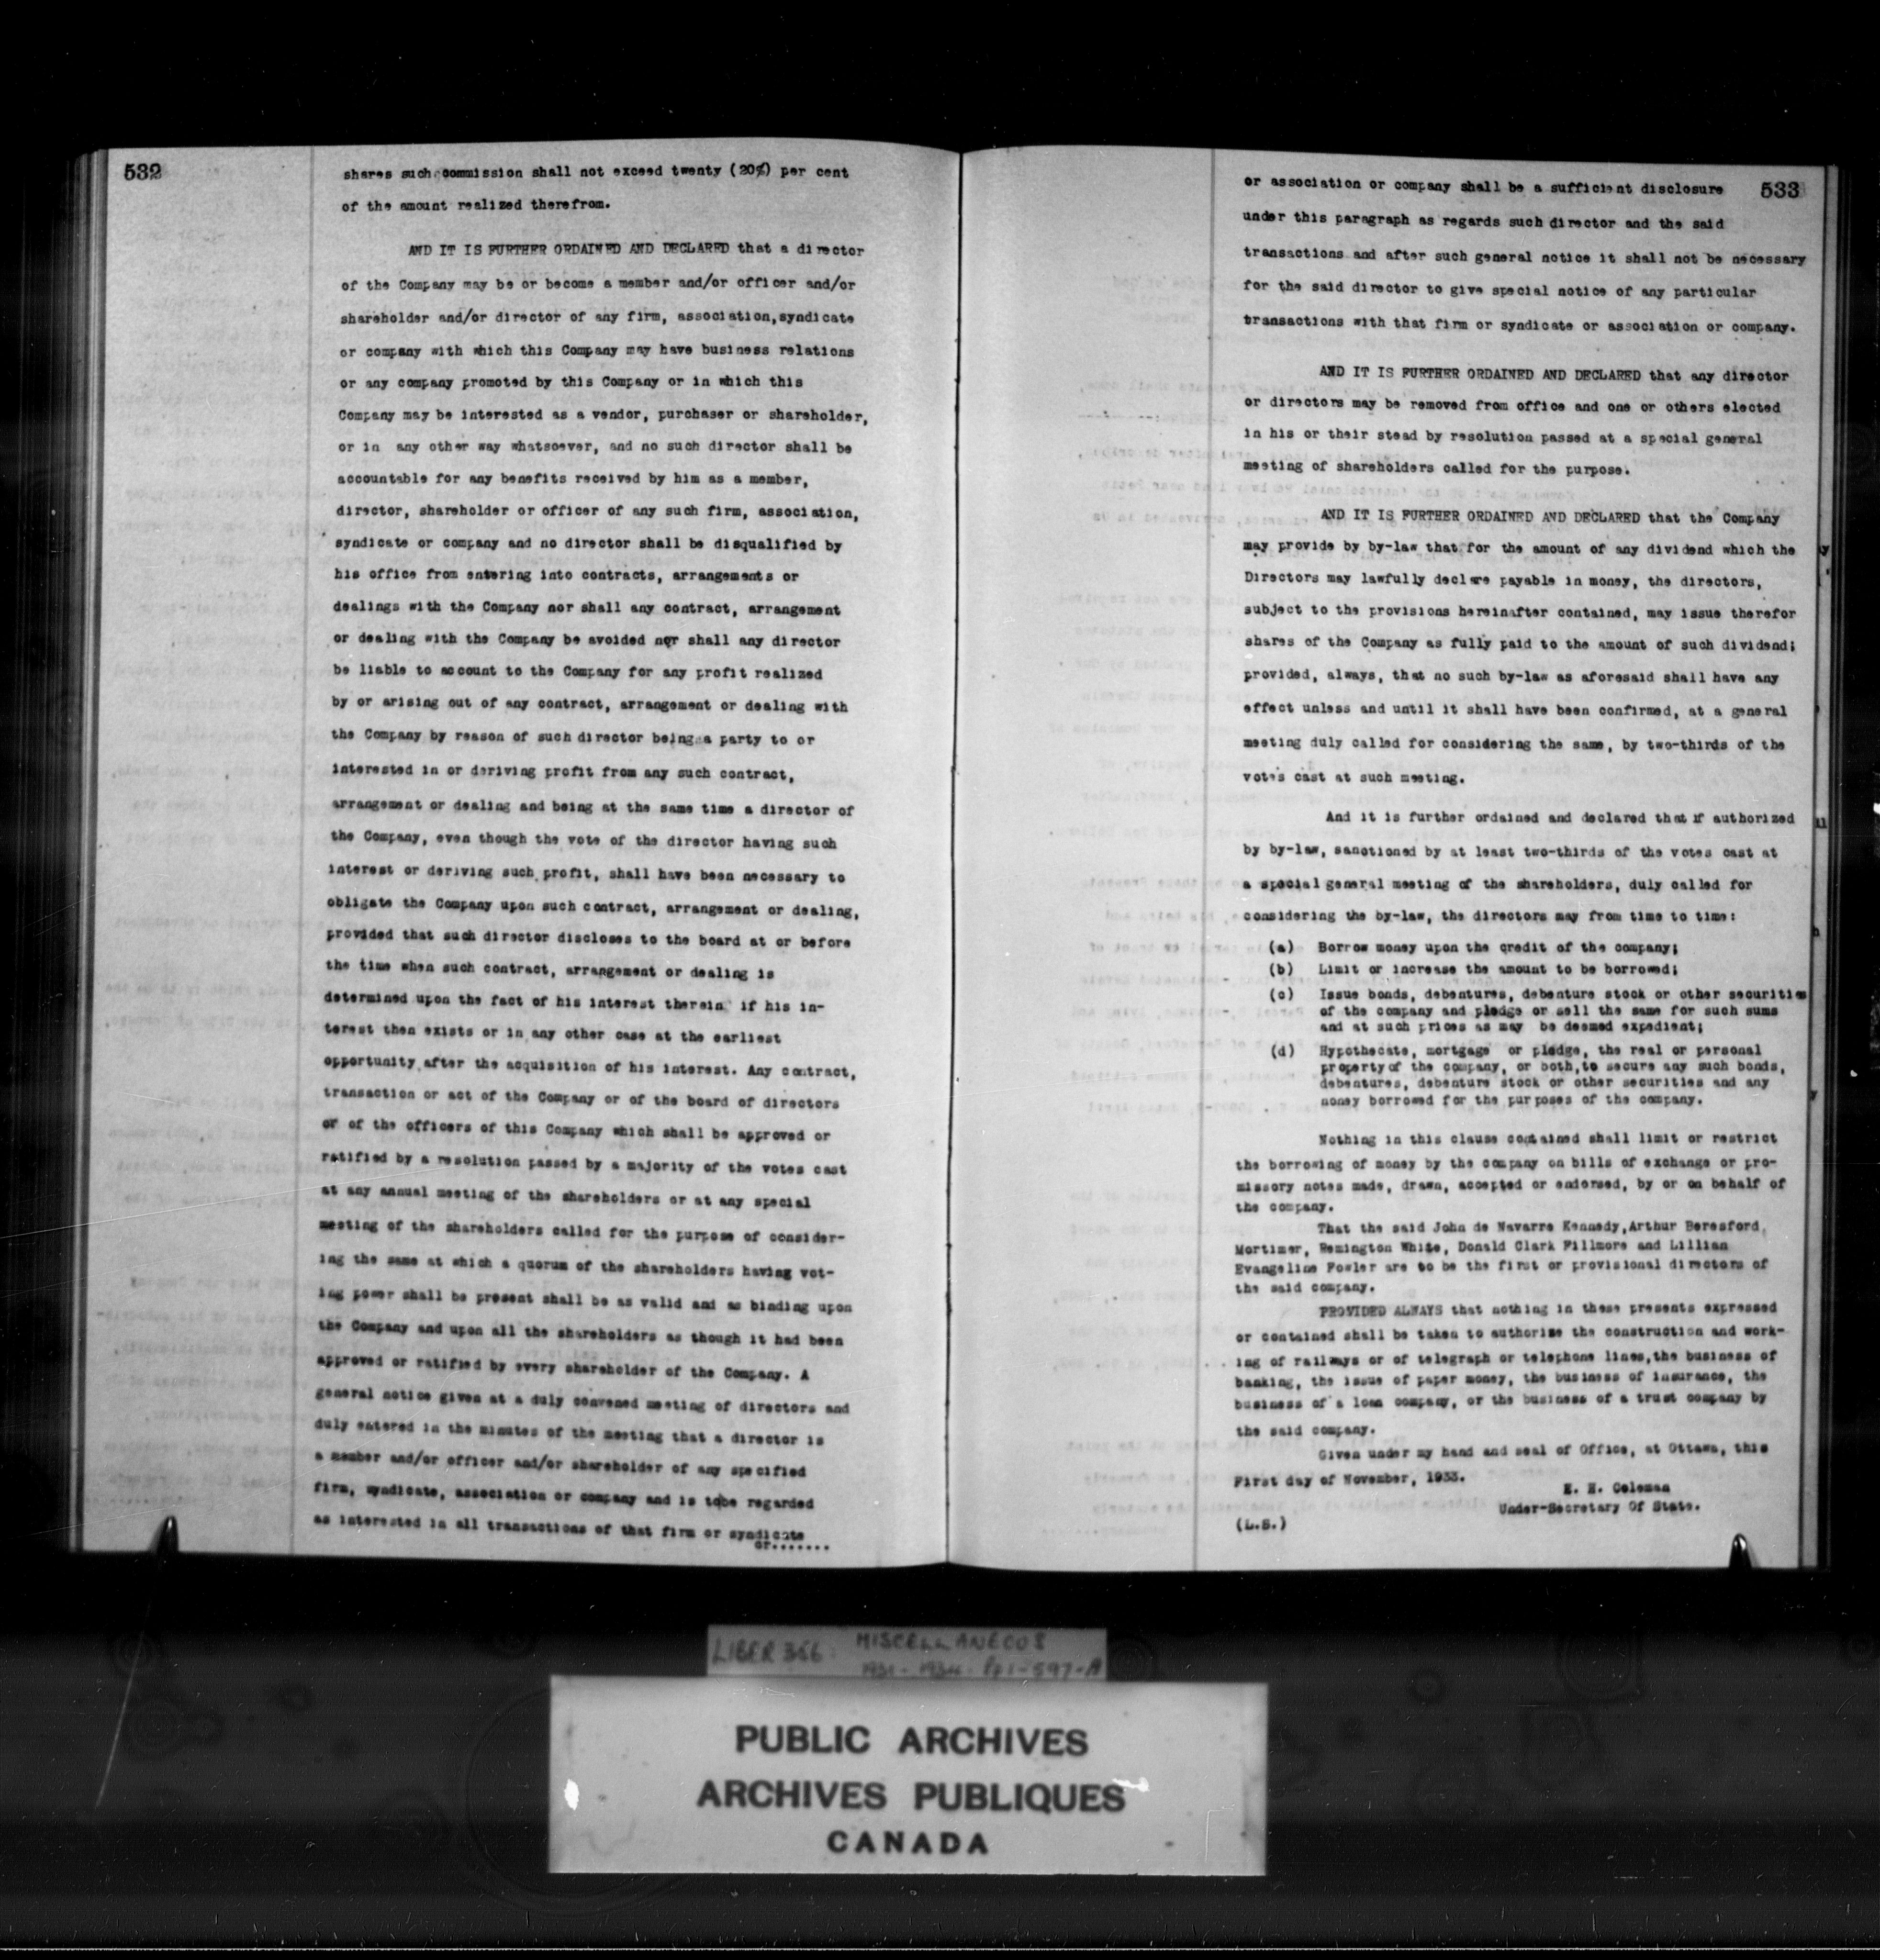 532
shares such commission shall not exceed twenty (20%) per cent
of the amount realized therefrom.
AND IT IS FURTHER ORDAINED AND DECLARED that a director
of the Company may be or become a member and/or officer and/or
shareholder and/or director of any firm, association,syndicate
or company with which this Company may have business relations
or any company promoted by this Company or in which this
Company may be interested as a vendor, purchaser or shareholder,
or in any other way whatsoever, and no such director shall be
accountable for any benefits received by him as a member,
director, shareholder or officer of any such firm, association,
syndicate or company and no director shall be disqualified by
his office from entering into contracts, arrangements or
dealings with the Company nor shall any contract, arrangement
or dealing with the Company be avoided nor shall any director
be liable to account to the Company for any profit realized
by or arising out of any contract, arrangement or dealing with
the Company by reason of such director being a party to or
interested in or deriving profit from any such contract,
arrangement or dealing and being at the same time a director of
the Company, even though the vote of the director having such
interest or deriving such profit, shall have been necessary to
obligate the Company upon such contract, arrangement or dealing,
provided that such director discloses to the board at or before
the time when such contract, arrangement or dealing is
determined upon the fact of his interest therein if his in-
terest then exists or in any other case at the earliest
opportunity after the acquisition of his interest. Any contract,
transaction or act of the Company or of the board of directors
or of the officers of this Company which shall be approved or
ratified by a resolution passed by a majority of the votes cast
at any annual meeting of the shareholders or at any special
meeting of the shareholders called for the purpose of consider-
ing the same at which a quorum of the shareholders having vot-
ing power shall be present shall be as valid and as binding upon
the Company and upon all the shareholders as though it had been
approved or ratified by every shareholder of the Company. A
general notice given at a duly convened meeting of directors and
duly entered in the minutes of the meeting that a director is
a member and/or officer and/or shareholder of any specified
firm, syndicate, association or company and is tobe regarded
as interested in all transactions of that firm or syndicate
or.......
533
or association or company shall be a sufficient disclosure
under this paragraph as regards such director and the said
transactions and after such general notice it shall not be necessary
for the said director to give special notice of any particular
transactions with that firm or syndicate or association or company.
AND IT IS FURTHER ORDAINED AND DECLARED that any director
or directors may be removed from office and one or others elected
in his or their stead by resolution passed at a special general
meeting of shareholders called for the purpose.
AND IT IS FURTHER ORDAINED AND DECLARED that the Company
may provide by by-law that for the amount of any dividend which the
Directors may lawfully declare payable in money, the directors,
subject to the provisions hereinafter contained, may issue therefor
shares of the Company as fully paid to the amount of such dividend;
provided, always, that no such by-law as aforesaid shall have any
effect unless and until it shall have been confirmed, at a general
meeting duly called for considering the same, by two-thirds of the
votes cast at such meeting.
And it is further ordained and declared that if authorized
by by-law, sanctioned by at least two-thirds of the votes cast at
a special general meeting of the shareholders, duly called for
considering the by-law, the directors may from time to time:
(a) Borrow money upon the credit of the company;
(b) Limit or increase the amount to be borrowed;
(c) Issue bonds, debentures, debenture stock or other securities
of the company and pledge or sell the same for such sums
and at such prices as may be deemed expedient;
(d) Hypothecate, mortgage or pledge, the real or personal
property of the company, or both,to secure any such bonds,
debentures, debenture stock or other securities and any
money borrowed for the purposes of the company.
Nothing in this clause contained shall limit or restrict
the borrowing of money by the company on bills of exchange or pro-
missory notes made, drawn, accepted or endorsed, by or on behalf of
the company.
That the said John de Navarre Kennedy,Arthur Beresford
Mortimer, Remington White, Donald Clark Fillmore and Lillian
Evangeline Fowler are to be the first or provisional directors of
the said company.
PROVIDED ALWAYS that nothing in these presents expressed
or contained shall be taken to authorize the construction and work-
ing of railways or of telegraph or telephone lines,the business of
banking, the issue of paper money, the business of insurance, the
business of a loan company, or the business of a trust company by
the said company.
Given under my hand and seal of Office, at Ottawa, this
First day of November, 1933.
E. H. Coleman
Under-Secretary Of State.
(L.S.)
LIBER 366 MISCELLANEOUS
1931-1934 Pp1-597-A
PUBLIC ARCHIVES
ARCHIVES PUBLIQUES
CANADA